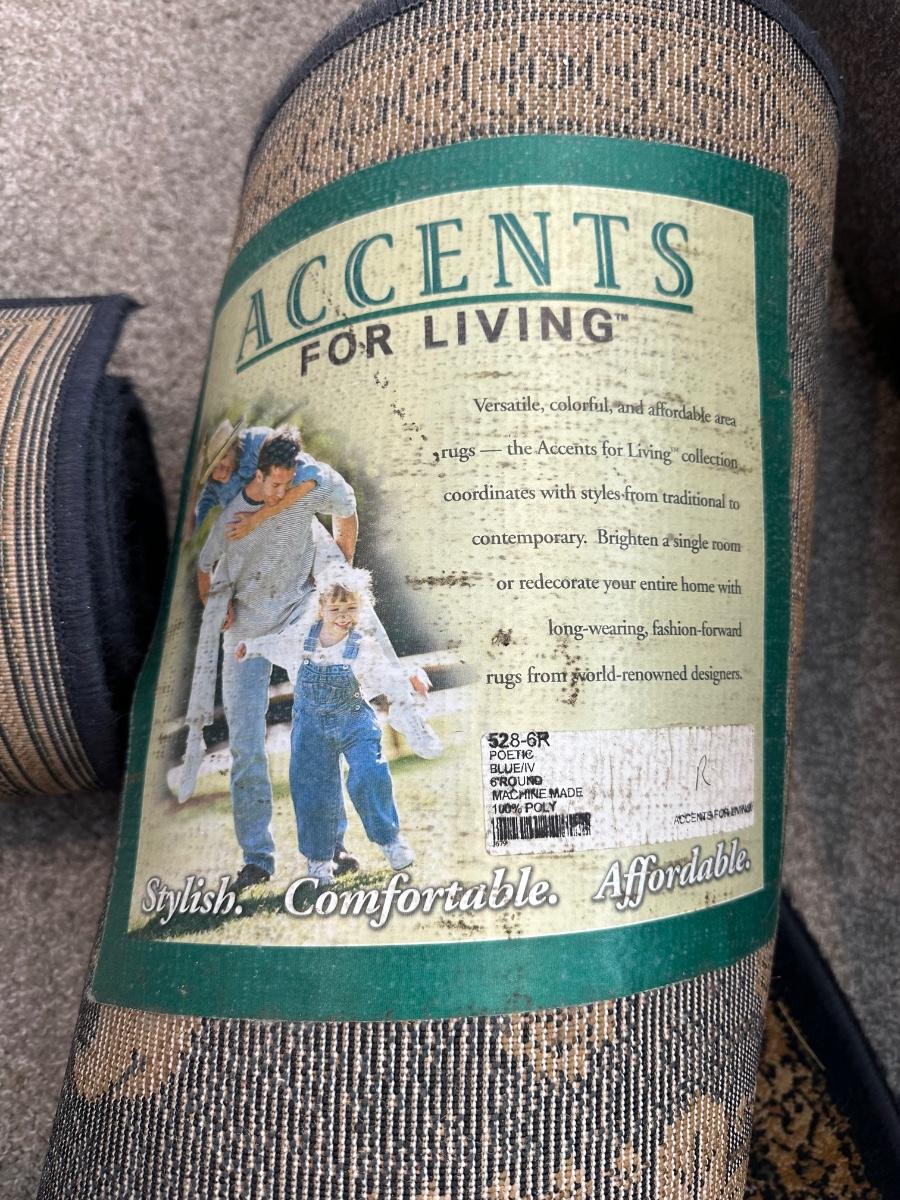 ACCENTS
FOR LIVING™
Versatile, colorful, and affordable area
rugs — the Accents for Living™ collection
coordinates with styles from traditional to
contemporary. Brighten a single room
or redecorate your entire home with
long-wearing, fashion-forward
rugs from world-renowned designers.
528-6R
POETIC
BLUE/IV
6'ROUND
MACHINE MADE
100% POLY
R
ACCENTS FOR LIVING
Stylish. Comfortable. Affordable.